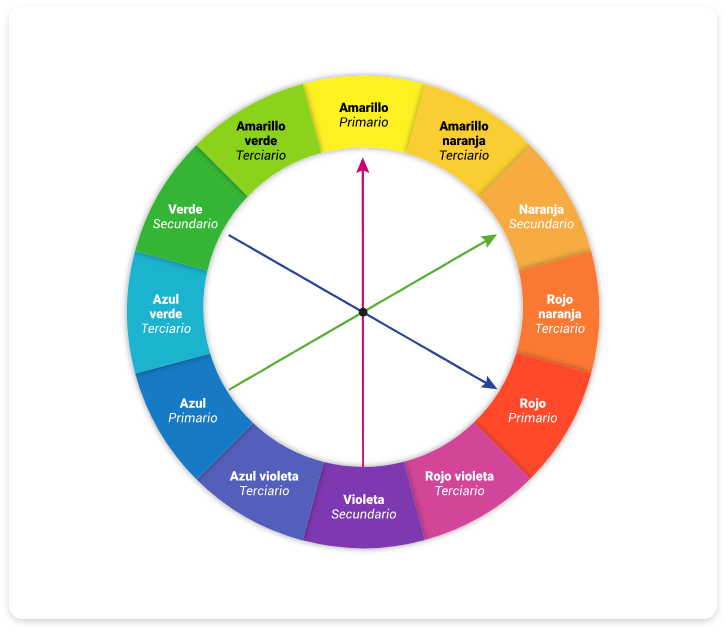 Amarillo
Primario
Amarillo
naranja
Terciario
Naranja
Secundario
Rojo
naranja
Terciario
Rojo
Primario
Rojo violeta
Terciario
Violeta
Secundario
Azul violeta
Terciario
Azul
Primario
Azul
verde
Terciario
Verde
Secundario
Amarillo
verde
Terciario